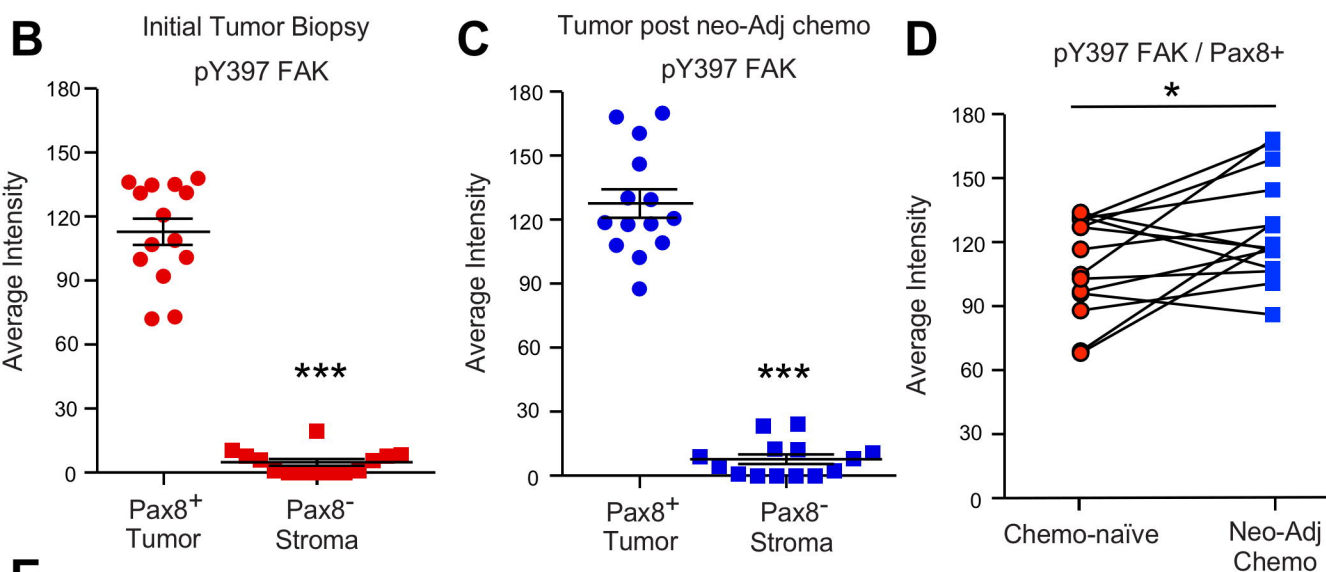 B
Initial Tumor Biopsy
pY397 FAK
Average Intensity
180
150
120
90
60
30
0
***
Pax8+
Tumor
Pax8-
Stroma
C
Tumor post neo-Adj chemo
pY397 FAK
Average Intensity
180
150
120
90
60
30
0
***
Pax8+
Tumor
Pax8-
Stroma
D
pY397 FAK / Pax8+
*
Average Intensity
180
150
120
90
60
30
0
Chemo-naïve
Neo-Adj
Chemo